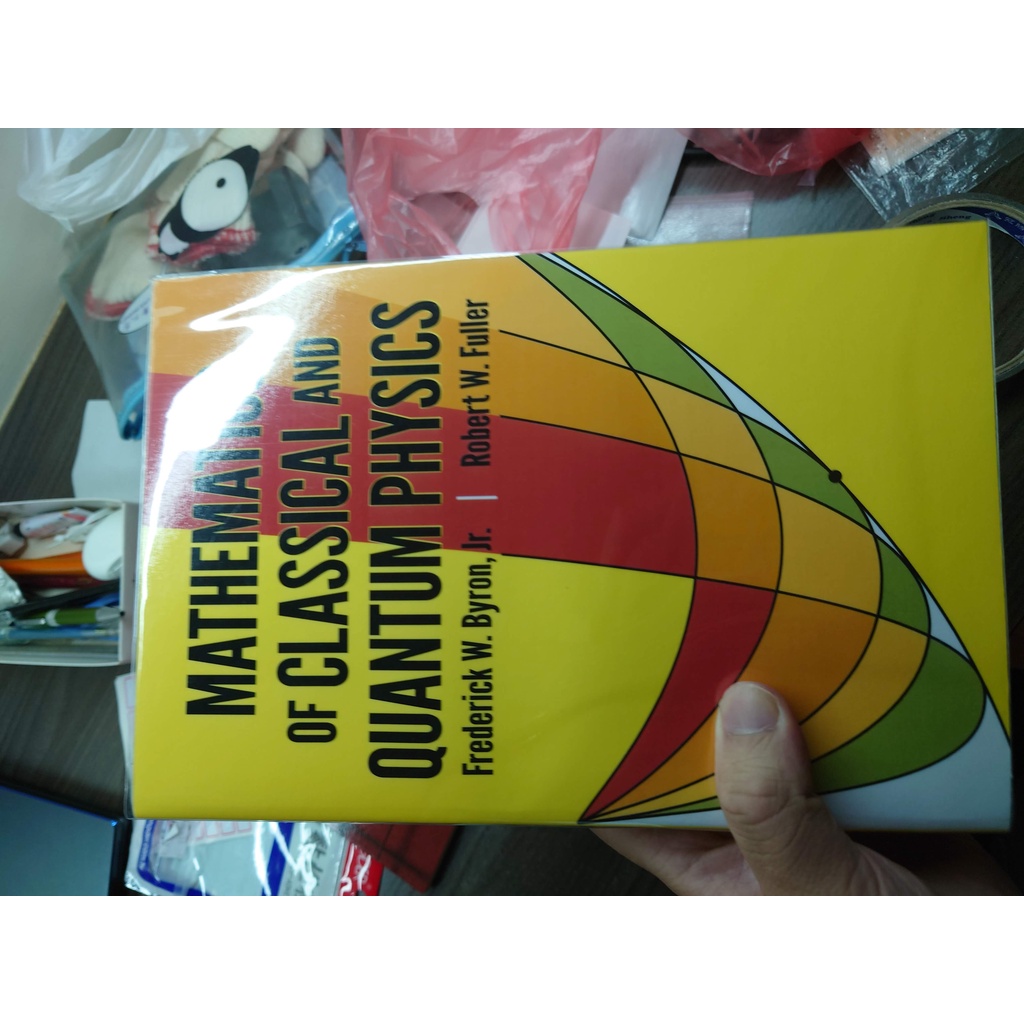 MATHEMATICS
OF CLASSICAL AND
QUANTUM PHYSICS
Frederick W. Byron, Jr. | Robert W. Fuller